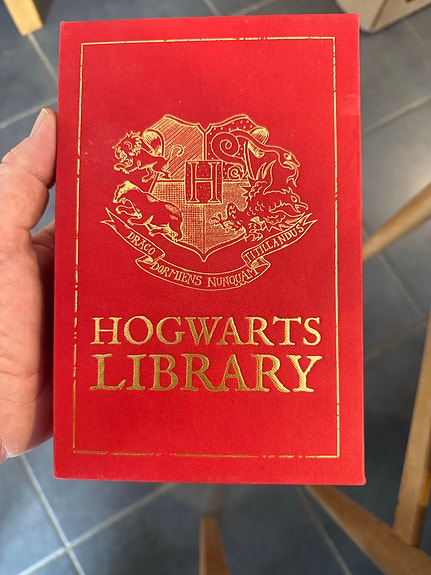 H
DRACO DORMIENS NUNQUAM TITILLANDUS
HOGWARTS
LIBRARY